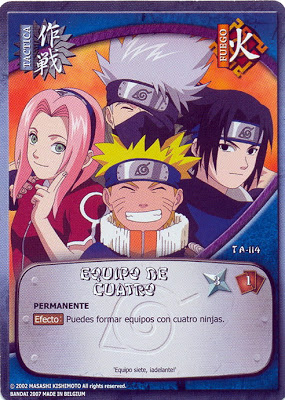 TACTICA
作戦
FUEGO
火
TA-114
EQUIPO DE
CUATRO
1
PERMANENTE
Efecto: Puedes formar equipos con cuatro ninjas.
'Equipo siete, ¡adelante!'
© 2002 MASASHI KISHIMOTO All rights reserved.
BANDAI 2007 MADE IN BELGIUM